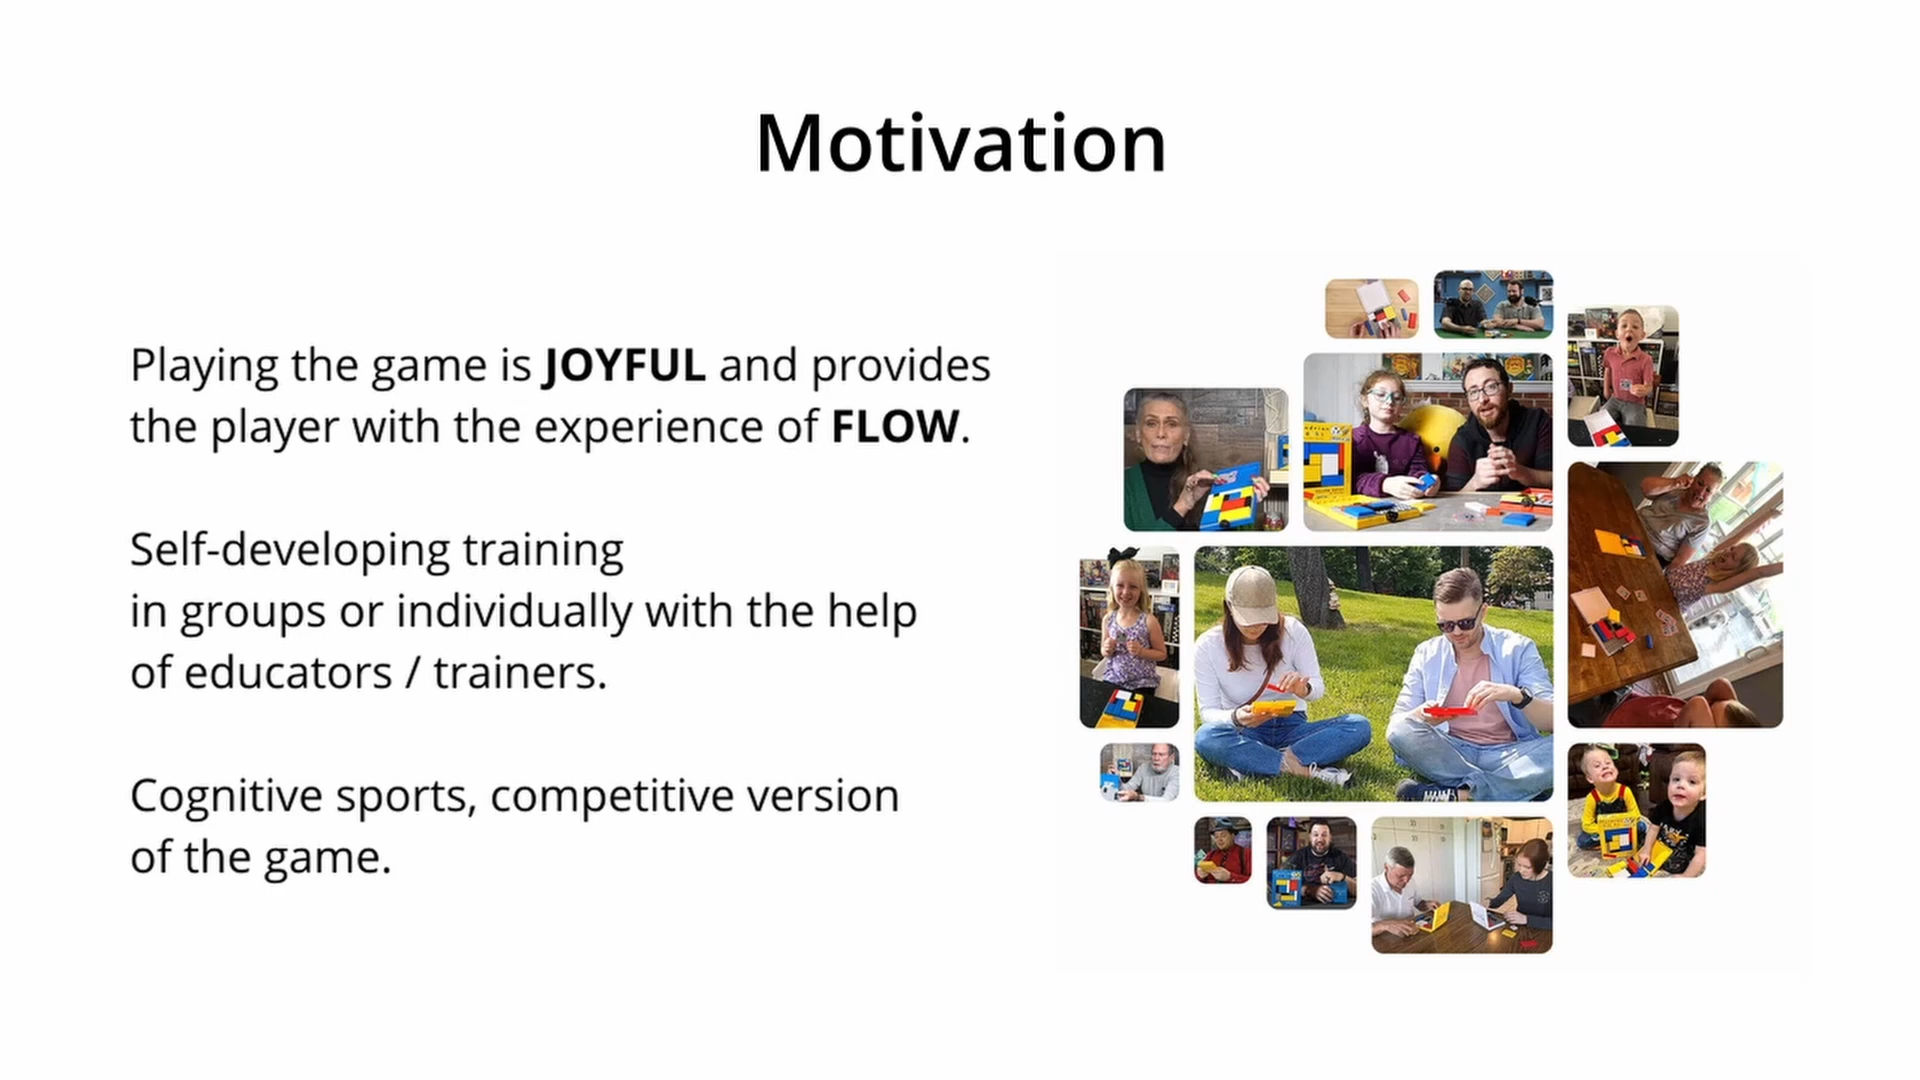 Motivation
Playing the game is JOYFUL and provides
the player with the experience of FLOW.
Self-developing training
in groups or individually with the help
of educators / trainers.
Cognitive sports, competitive version
of the game.